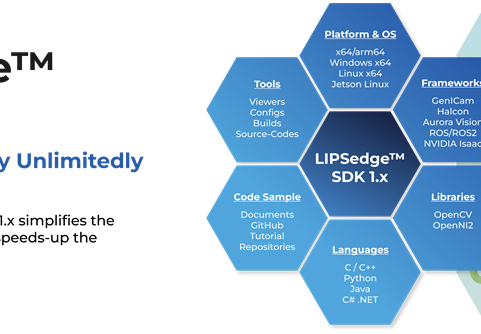 e™
y Unlimitedly
1.x simplifies the
speeds-up the
Platform & OS
x64/arm64
Windows x64
Linux x64
Jetson Linux
Tools
Viewers
Configs
Builds
Source-Codes
Frameworks
GenICam
Halcon
Aurora Vision
ROS/ROS2
NVIDIA Isaac
LIPSedge™
SDK 1.x
Code Sample
Documents
GitHub
Tutorial
Repositories
Libraries
OpenCV
OpenNI2
Languages
C / C++
Python
Java
C# .NET